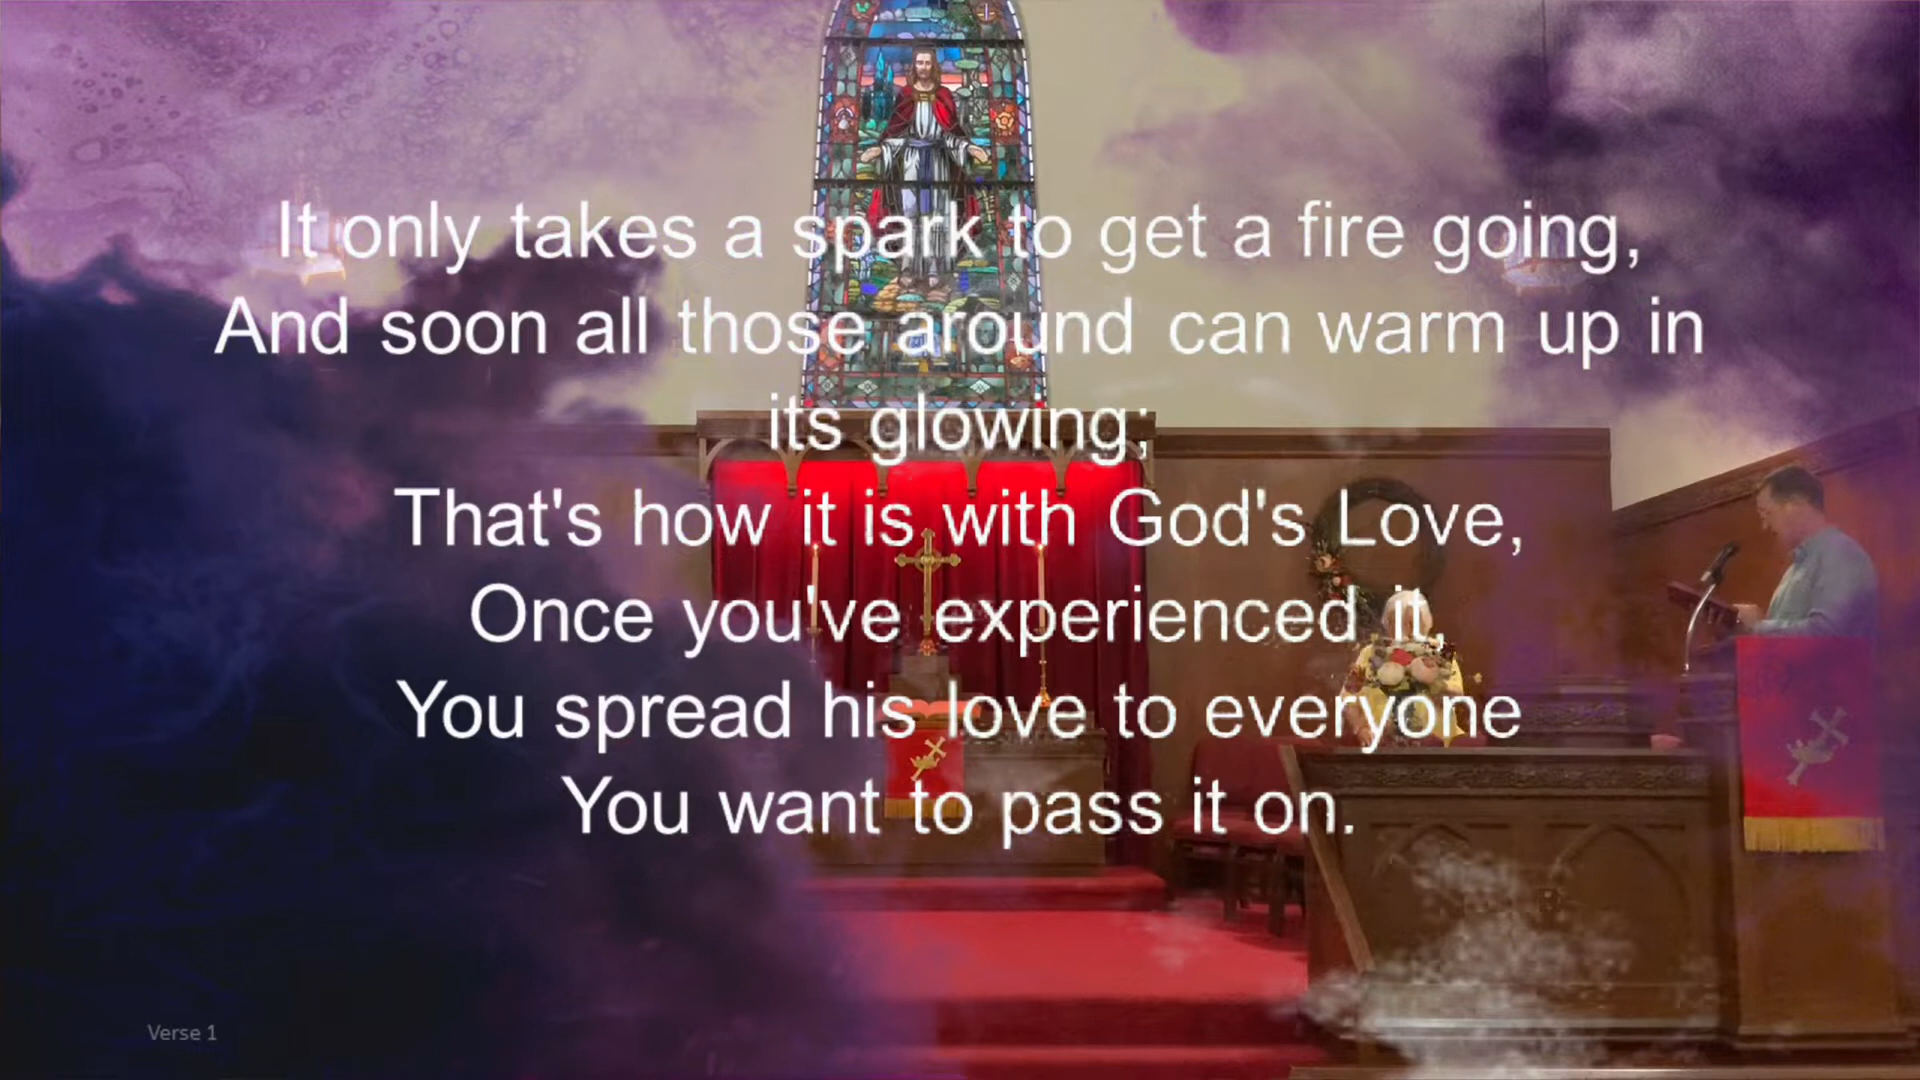 It only takes a spark to get a fire going,
And soon all those around can warm up in
its glowing;
That's how it is with God's Love,
Once you've experienced it,
You spread his love to everyone
You want to pass it on.
Verse 1